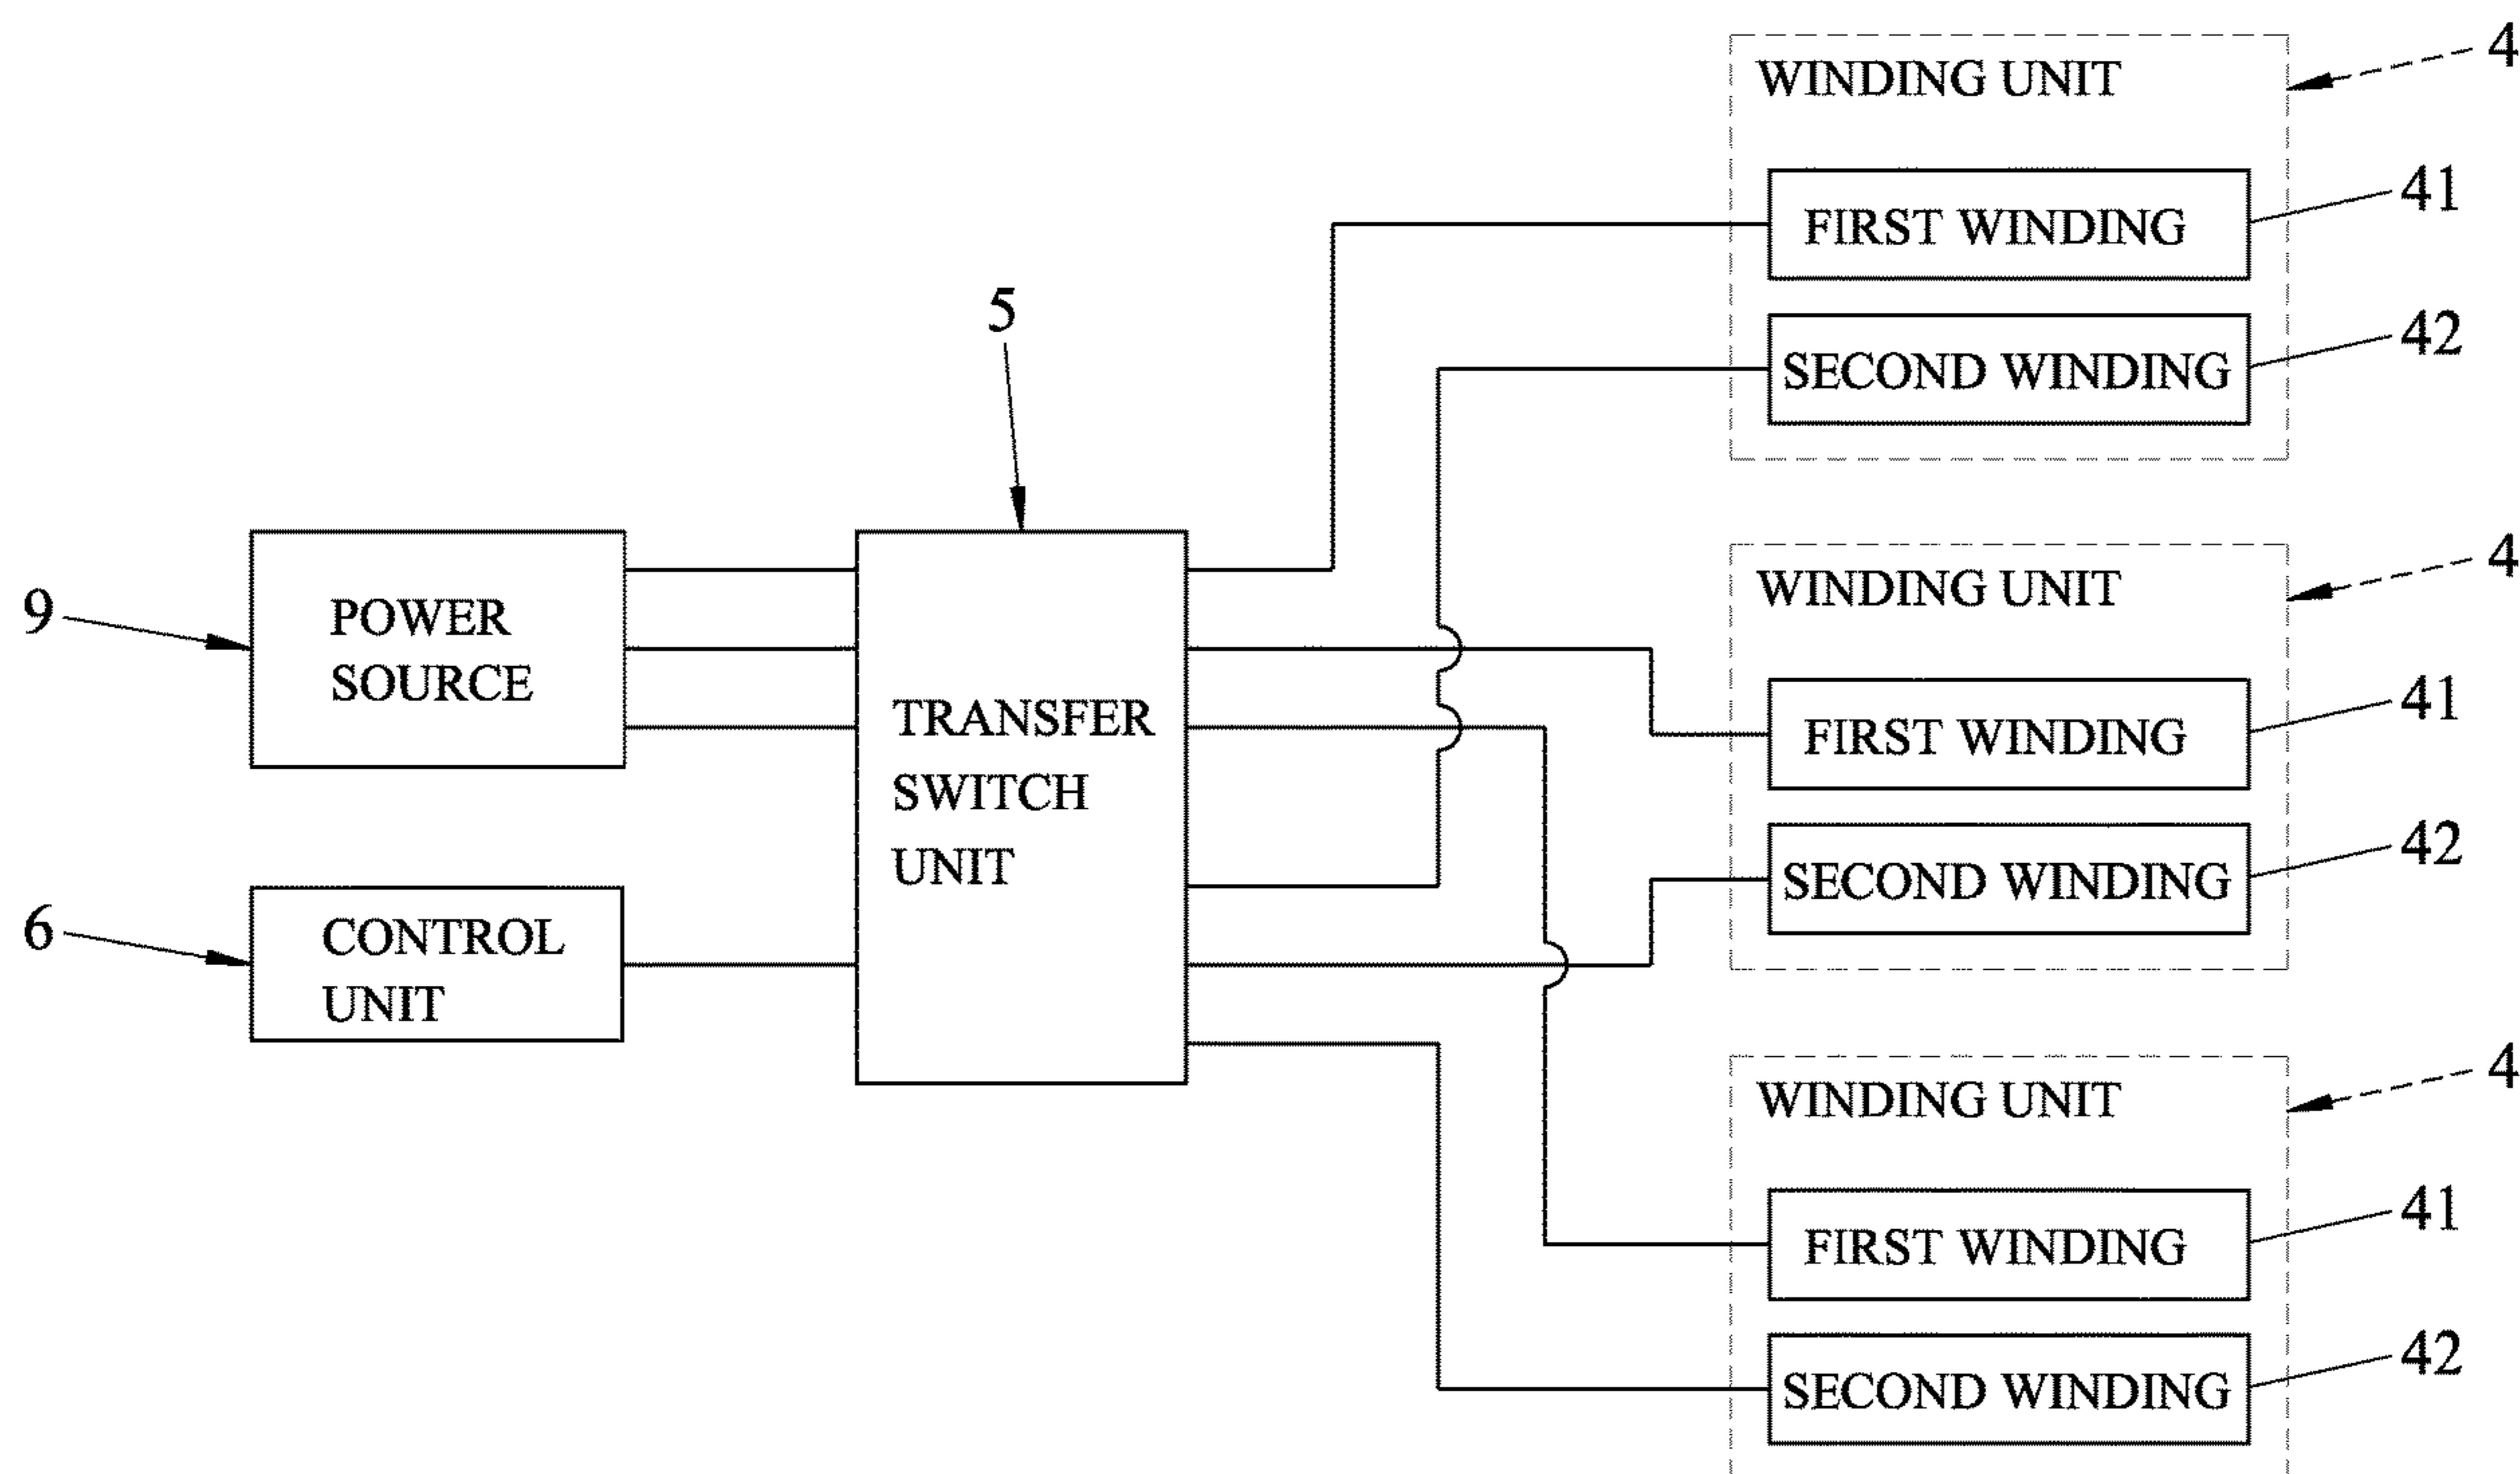 WINDING UNIT
4
FIRST WINDING
41
SECOND WINDING
42
5
9
POWER
SOURCE
TRANSFER
SWITCH
UNIT
6
CONTROL
UNIT
WINDING UNIT
4
FIRST WINDING
41
SECOND WINDING
42
WINDING UNIT
4
FIRST WINDING
41
SECOND WINDING
42